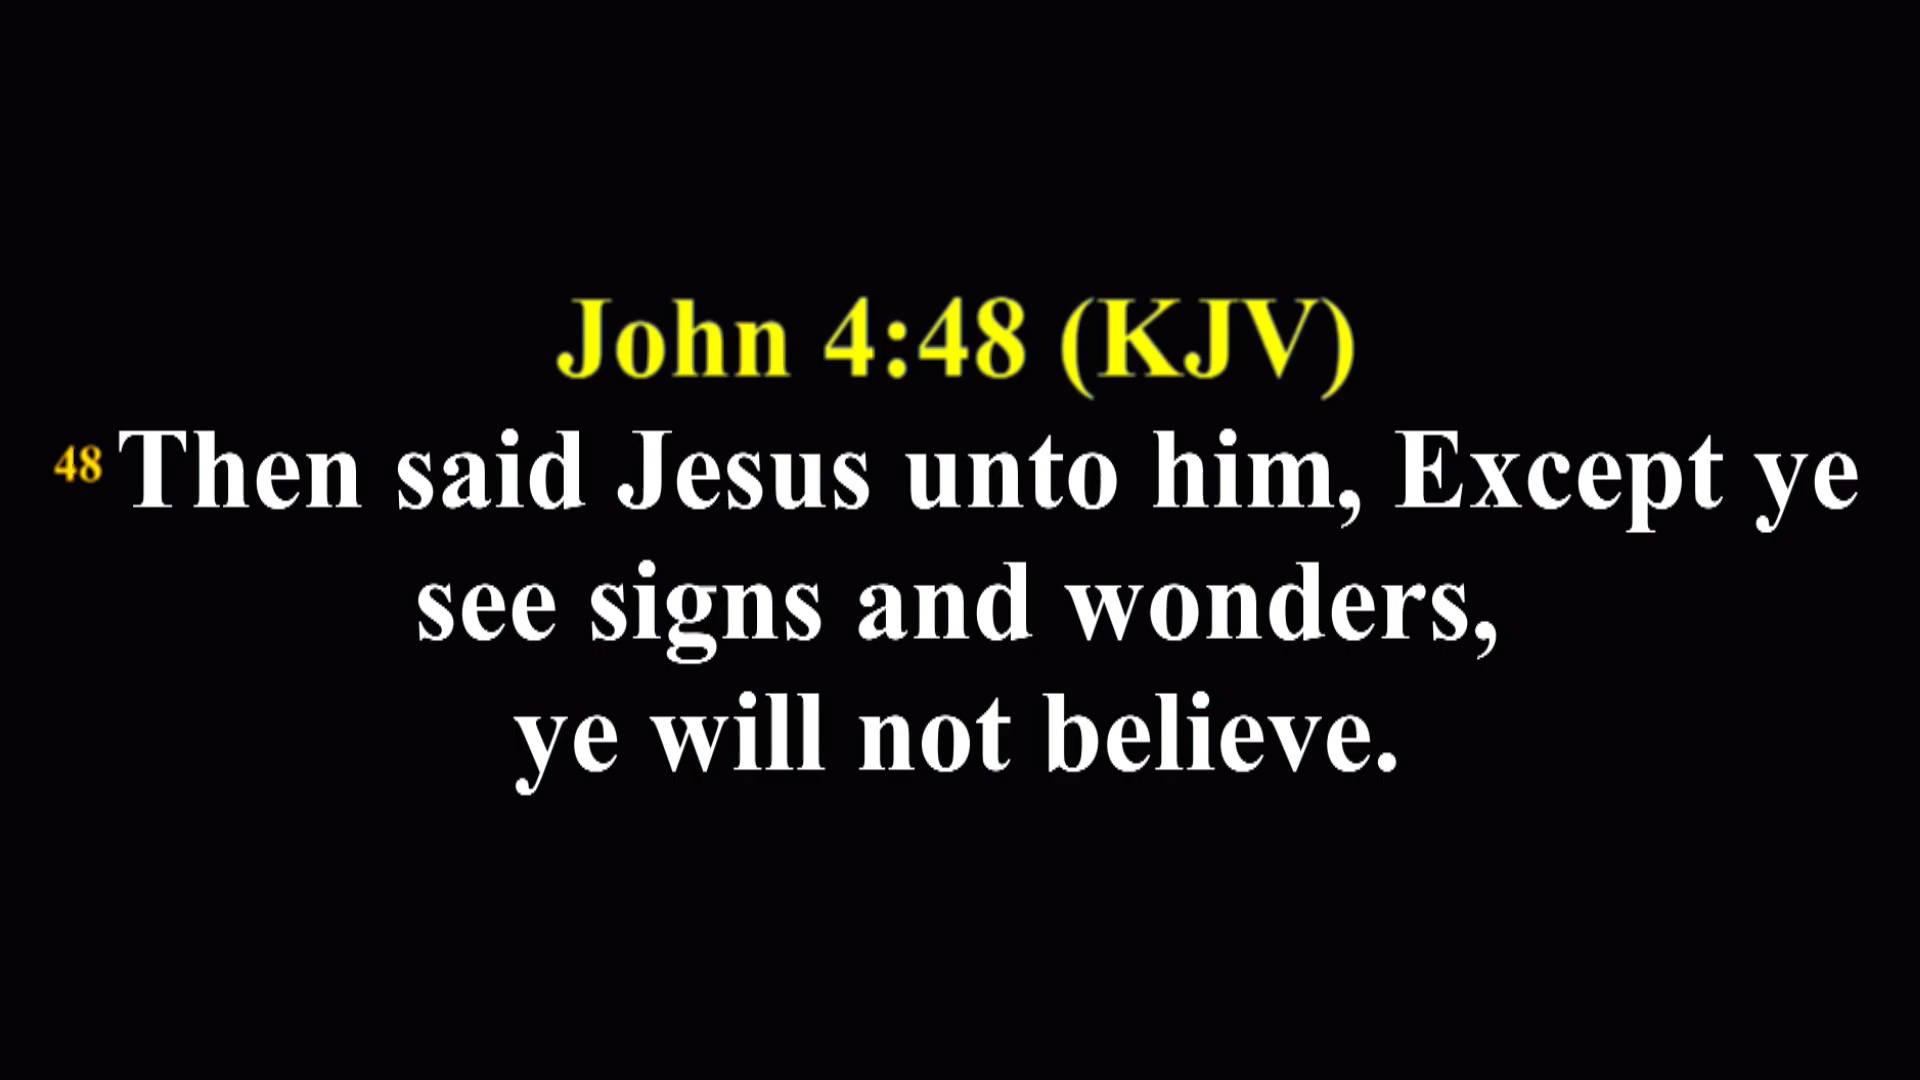 John 4:48 (KJV)
48 Then said Jesus unto him, Except ye
see signs and wonders,
ye will not believe.